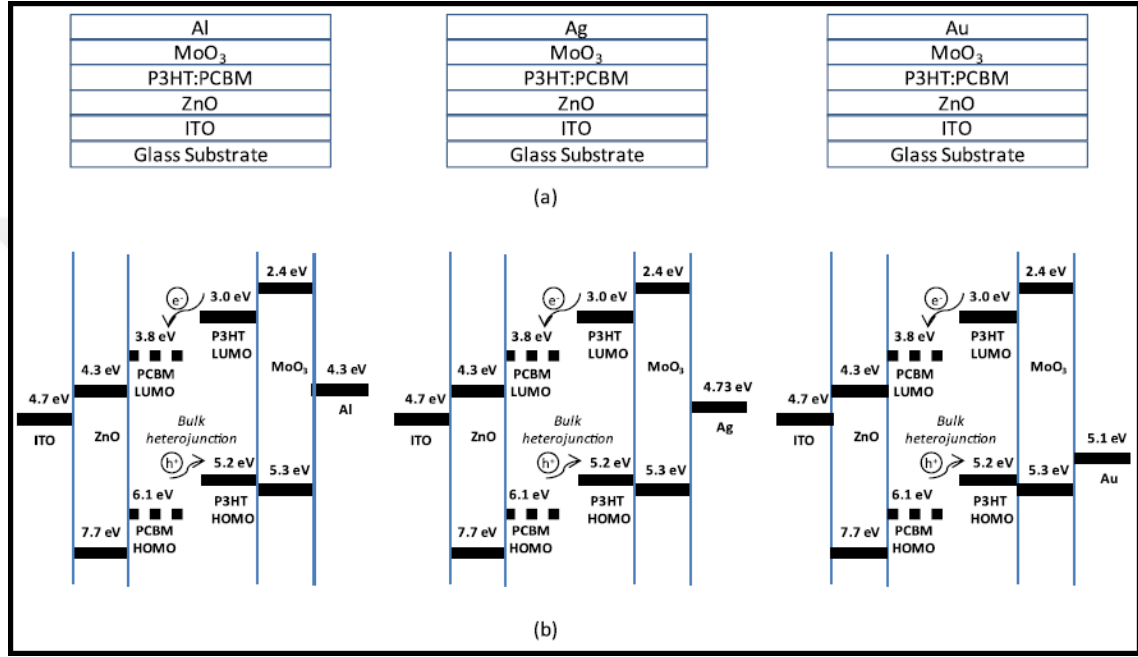 Al
MoO₃
P3HT:PCBM
ZnO
ITO
Glass Substrate
Ag
MoO₃
P3HT:PCBM
ZnO
ITO
Glass Substrate
Au
MoO₃
P3HT:PCBM
ZnO
ITO
Glass Substrate
(a)
2.4 eV
e⁻
3.0 eV
3.8 eV
P3HT
LUMO
PCBM
LUMO
4.3 eV
MoO₃
4.3 eV
Al
4.7 eV
ITO
ZnO
Bulk
heterojunction
h⁺
5.2 eV
5.3 eV
6.1 eV
P3HT
HOMO
7.7 eV
PCBM
HOMO
2.4 eV
e⁻
3.0 eV
3.8 eV
P3HT
LUMO
PCBM
LUMO
4.3 eV
MoO₃
4.73 eV
Ag
4.7 eV
ITO
ZnO
Bulk
heterojunction
h⁺
5.2 eV
5.3 eV
6.1 eV
P3HT
HOMO
7.7 eV
PCBM
HOMO
2.4 eV
e⁻
3.0 eV
3.8 eV
P3HT
LUMO
PCBM
LUMO
4.3 eV
MoO₃
4.7 eV
ITO
ZnO
Bulk
heterojunction
h⁺
5.2 eV
5.3 eV
5.1 eV
Au
6.1 eV
P3HT
HOMO
7.7 eV
PCBM
HOMO
(b)